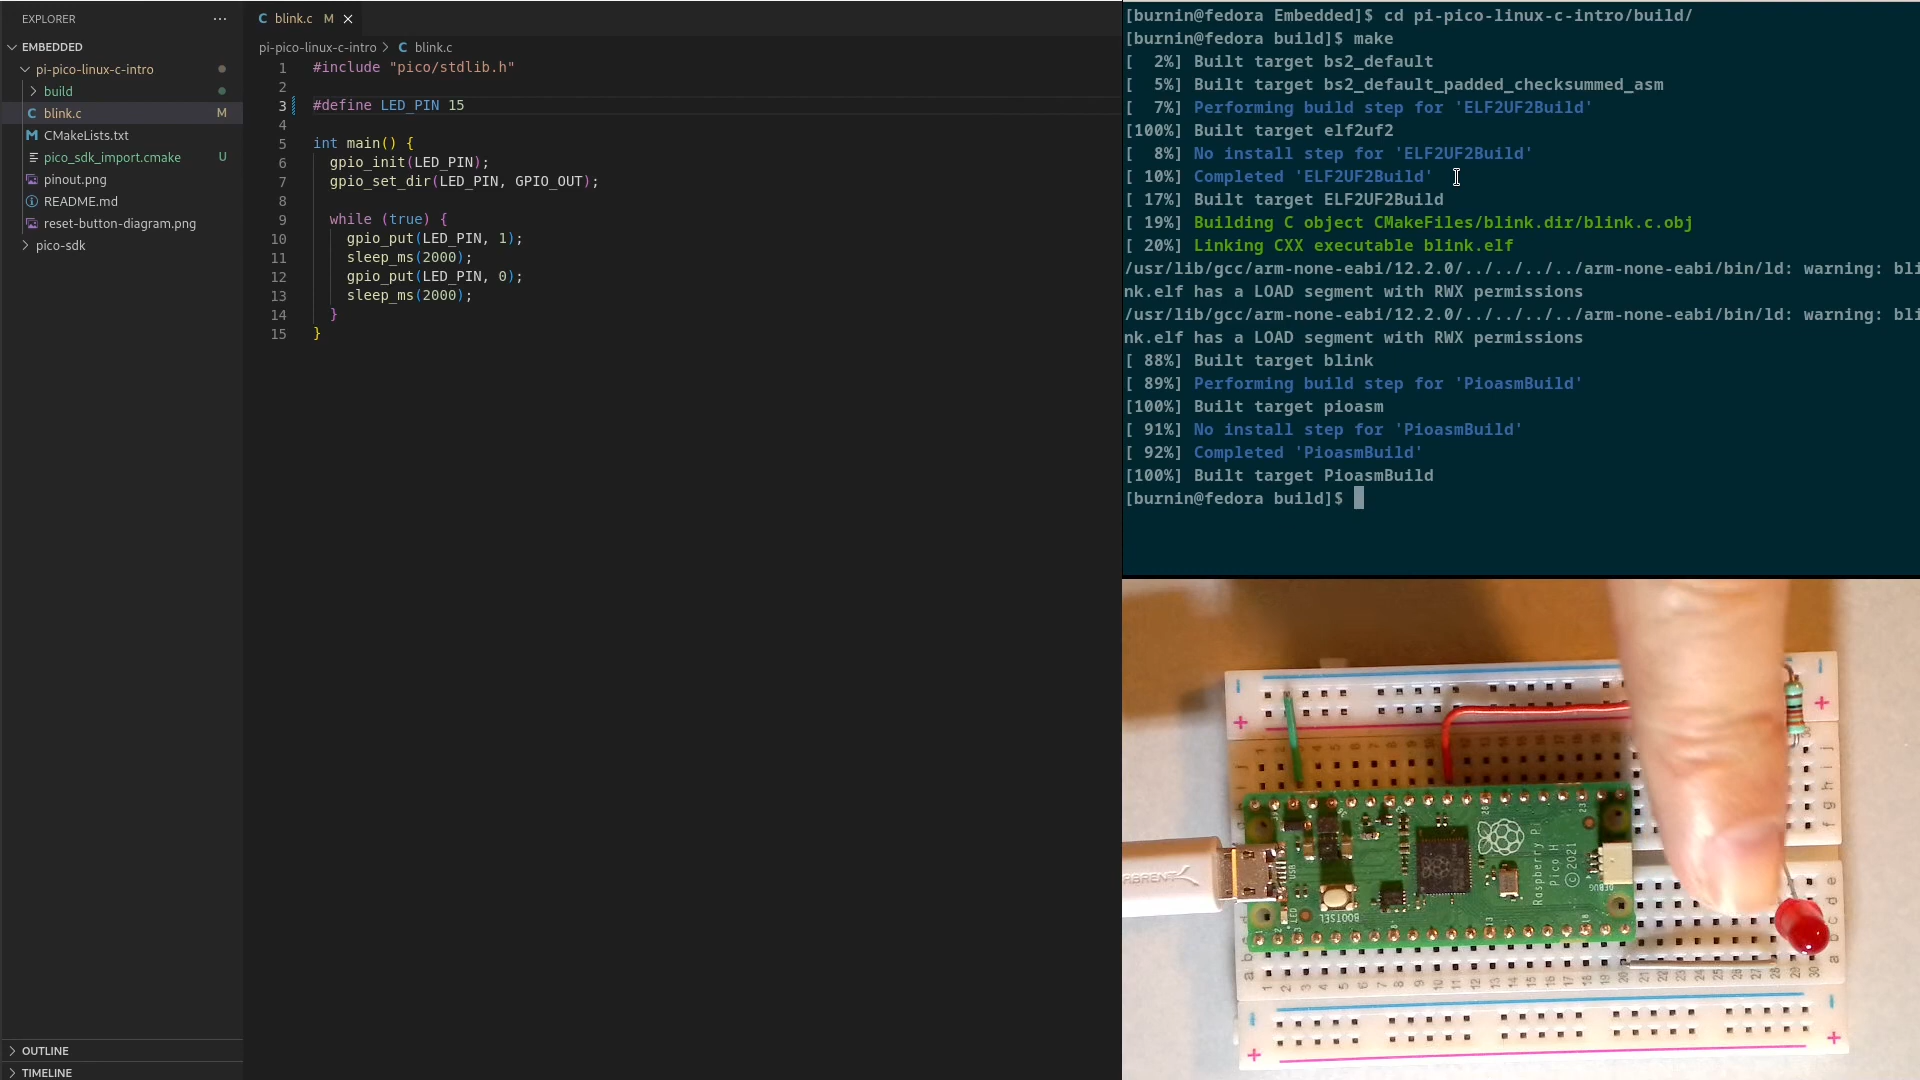 EXPLORER
EMBEDDED
pi-pico-linux-c-intro
build
blink.c M
CMakeLists.txt
pico_sdk_import.cmake U
pinout.png
README.md
reset-button-diagram.png
pico-sdk
OUTLINE
TIMELINE
blink.c M
pi-pico-linux-c-intro > C blink.c
1 #include "pico/stdlib.h"
2
3 #define LED_PIN 15
4
5 int main() {
6 gpio_init(LED_PIN);
7 gpio_set_dir(LED_PIN, GPIO_OUT);
8
9 while (true) {
10 gpio_put(LED_PIN, 1);
11 sleep_ms(2000);
12 gpio_put(LED_PIN, 0);
13 sleep_ms(2000);
14 }
15 }
[burnin@fedora Embedded]$ cd pi-pico-linux-c-intro/build/
[burnin@fedora build]$ make
[  2%] Built target bs2_default
[  5%] Built target bs2_default_padded_checksummed_asm
[  7%] Performing build step for 'ELF2UF2Build'
[100%] Built target elf2uf2
[  8%] No install step for 'ELF2UF2Build'
[ 10%] Completed 'ELF2UF2Build'
[ 17%] Built target ELF2UF2Build
[ 19%] Building C object CMakeFiles/blink.dir/blink.c.obj
[ 20%] Linking CXX executable blink.elf
/usr/lib/gcc/arm-none-eabi/12.2.0/../../../../arm-none-eabi/bin/ld: warning: bli
nk.elf has a LOAD segment with RWX permissions
/usr/lib/gcc/arm-none-eabi/12.2.0/../../../../arm-none-eabi/bin/ld: warning: bli
nk.elf has a LOAD segment with RWX permissions
[ 88%] Built target blink
[ 89%] Performing build step for 'PioasmBuild'
[100%] Built target pioasm
[ 91%] No install step for 'PioasmBuild'
[ 92%] Completed 'PioasmBuild'
[100%] Built target PioasmBuild
[burnin@fedora build]$
Raspberry Pi
Pico H
© 2021
BOOTSEL
DEBUG
USB
LED